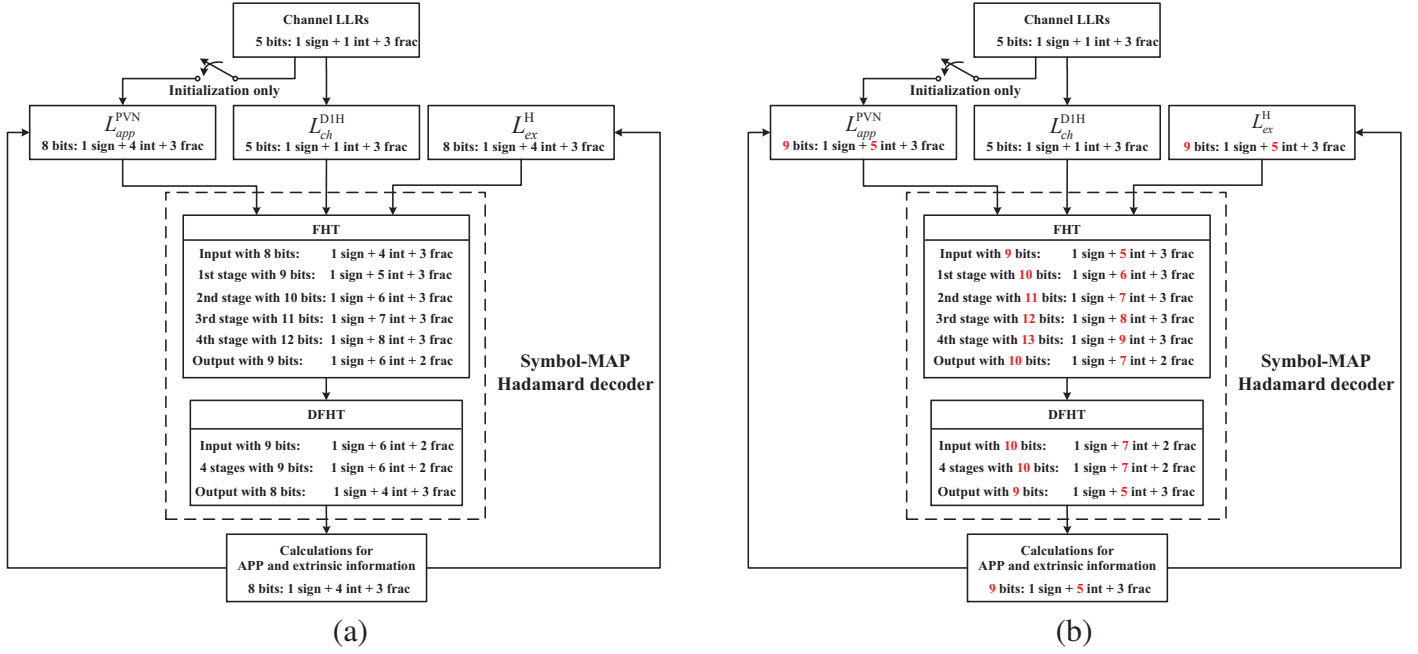 Channel LLRs
5 bits: 1 sign + 1 int + 3 frac
Initialization only
L_{app}^{PVN}
8 bits: 1 sign + 4 int + 3 frac
L_{ch}^{D1H}
5 bits: 1 sign + 1 int + 3 frac
L_{ex}^{H}
8 bits: 1 sign + 4 int + 3 frac
FHT
Input with 8 bits: 1 sign + 4 int + 3 frac
1st stage with 9 bits: 1 sign + 5 int + 3 frac
2nd stage with 10 bits: 1 sign + 6 int + 3 frac
3rd stage with 11 bits: 1 sign + 7 int + 3 frac
4th stage with 12 bits: 1 sign + 8 int + 3 frac
Output with 9 bits: 1 sign + 6 int + 2 frac
Symbol-MAP
Hadamard decoder
DFHT
Input with 9 bits: 1 sign + 6 int + 2 frac
4 stages with 9 bits: 1 sign + 6 int + 2 frac
Output with 8 bits: 1 sign + 4 int + 3 frac
Calculations for
APP and extrinsic information
8 bits: 1 sign + 4 int + 3 frac
(a)
Channel LLRs
5 bits: 1 sign + 1 int + 3 frac
Initialization only
L_{app}^{PVN}
9 bits: 1 sign + 5 int + 3 frac
L_{ch}^{D1H}
5 bits: 1 sign + 1 int + 3 frac
L_{ex}^{H}
9 bits: 1 sign + 5 int + 3 frac
FHT
Input with 9 bits: 1 sign + 5 int + 3 frac
1st stage with 10 bits: 1 sign + 6 int + 3 frac
2nd stage with 11 bits: 1 sign + 7 int + 3 frac
3rd stage with 12 bits: 1 sign + 8 int + 3 frac
4th stage with 13 bits: 1 sign + 9 int + 3 frac
Output with 10 bits: 1 sign + 7 int + 2 frac
Symbol-MAP
Hadamard decoder
DFHT
Input with 10 bits: 1 sign + 7 int + 2 frac
4 stages with 10 bits: 1 sign + 7 int + 2 frac
Output with 9 bits: 1 sign + 5 int + 3 frac
Calculations for
APP and extrinsic information
9 bits: 1 sign + 5 int + 3 frac
(b)